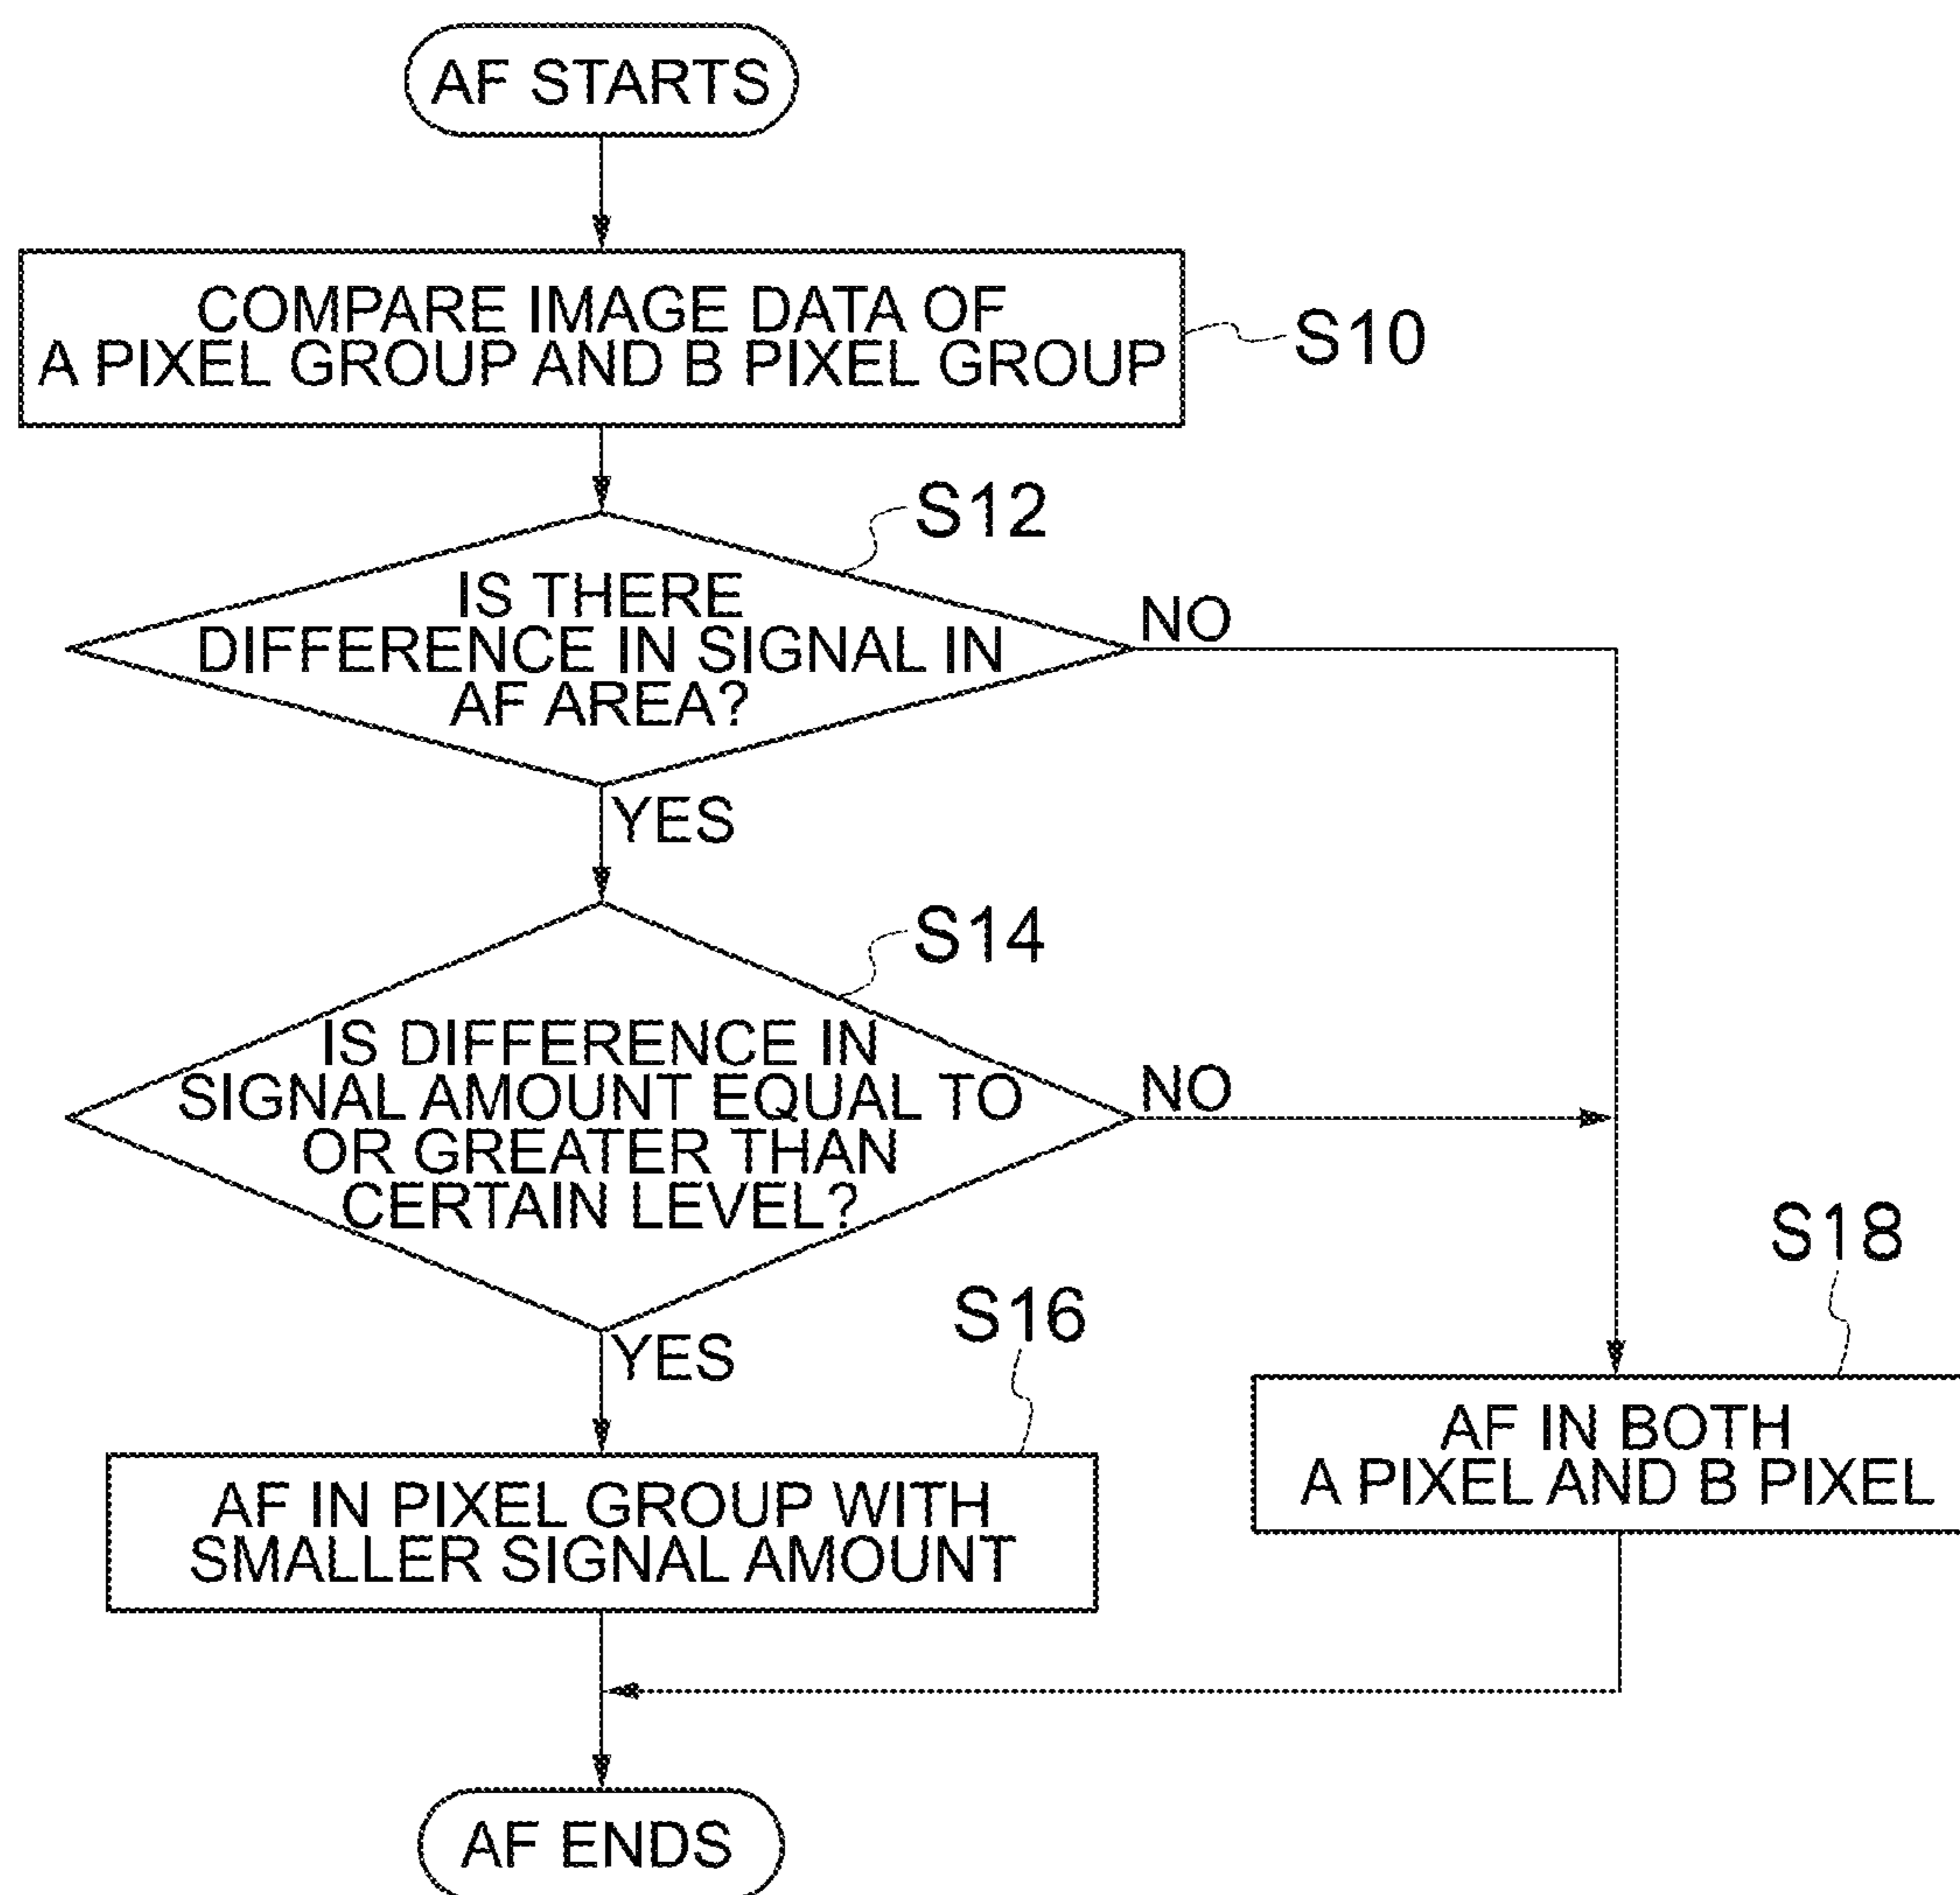 AF STARTS
COMPARE IMAGE DATA OF
A PIXEL GROUP AND B PIXEL GROUP
S10
S12
IS THERE
DIFFERENCE IN SIGNAL IN
AF AREA?
NO
YES
S14
IS DIFFERENCE IN
SIGNAL AMOUNT EQUAL TO
OR GREATER THAN
CERTAIN LEVEL?
NO
YES
S16
AF IN PIXEL GROUP WITH
SMALLER SIGNAL AMOUNT
S18
AF IN BOTH
A PIXEL AND B PIXEL
AF ENDS